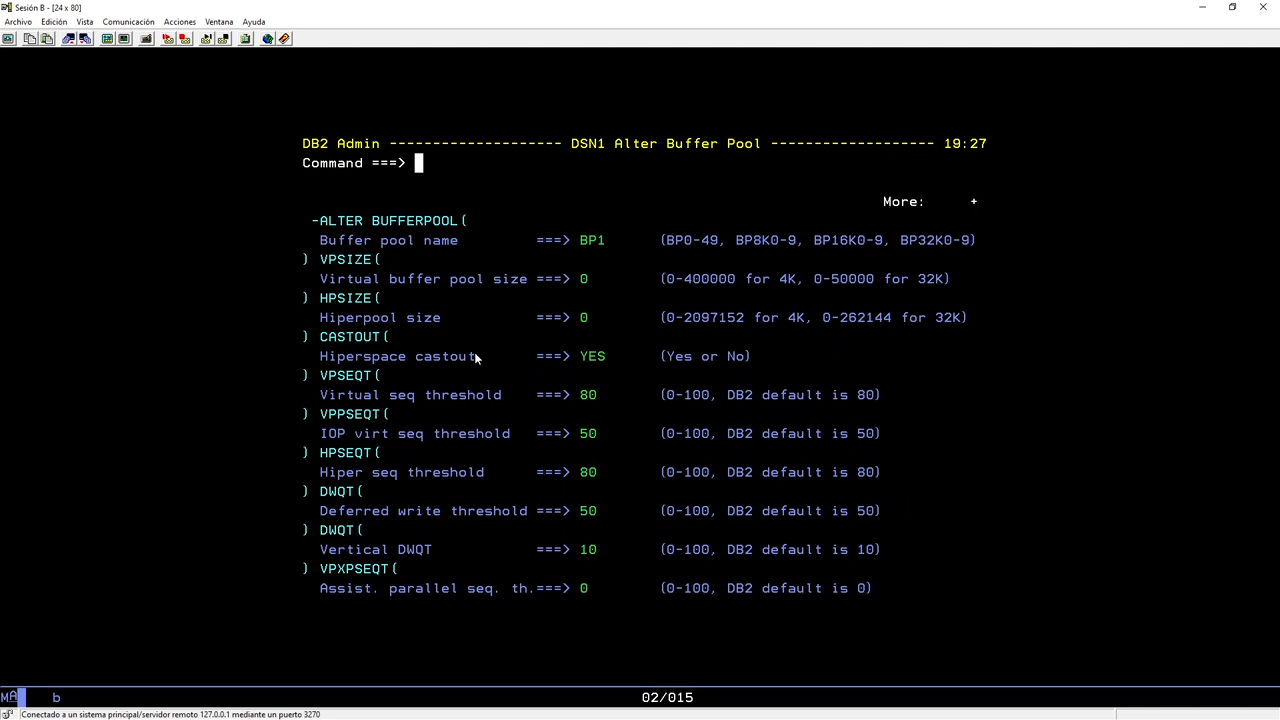 Sesión B - [24 x 80]
Archivo Edición Vista Comunicación Acciones Ventana Ayuda
DB2 Admin -------------------- DSN1 Alter Buffer Pool ------------------- 19:27
Command ===>
More: +
-ALTER BUFFERPOOL(
Buffer pool name ===> BP1 (BP0-49, BP8K0-9, BP16K0-9, BP32K0-9)
) VPSIZE(
Virtual buffer pool size ===> 0 (0-400000 for 4K, 0-50000 for 32K)
) HPSIZE(
Hiperpool size ===> 0 (0-2097152 for 4K, 0-262144 for 32K)
) CASTOUT(
Hiperspace castout ===> YES (Yes or No)
) VPSEQT(
Virtual seq threshold ===> 80 (0-100, DB2 default is 80)
) VPPSEQT(
IOP virt seq threshold ===> 50 (0-100, DB2 default is 50)
) HPSEQT(
Hiper seq threshold ===> 80 (0-100, DB2 default is 80)
) DWQT(
Deferred write threshold ===> 50 (0-100, DB2 default is 50)
) DWQT(
Vertical DWQT ===> 10 (0-100, DB2 default is 10)
) VPXPSEQT(
Assist. parallel seq. th.===> 0 (0-100, DB2 default is 0)
MA b 02/015
Conectado a un sistema principal/servidor remoto 127.0.0.1 mediante un puerto 3270